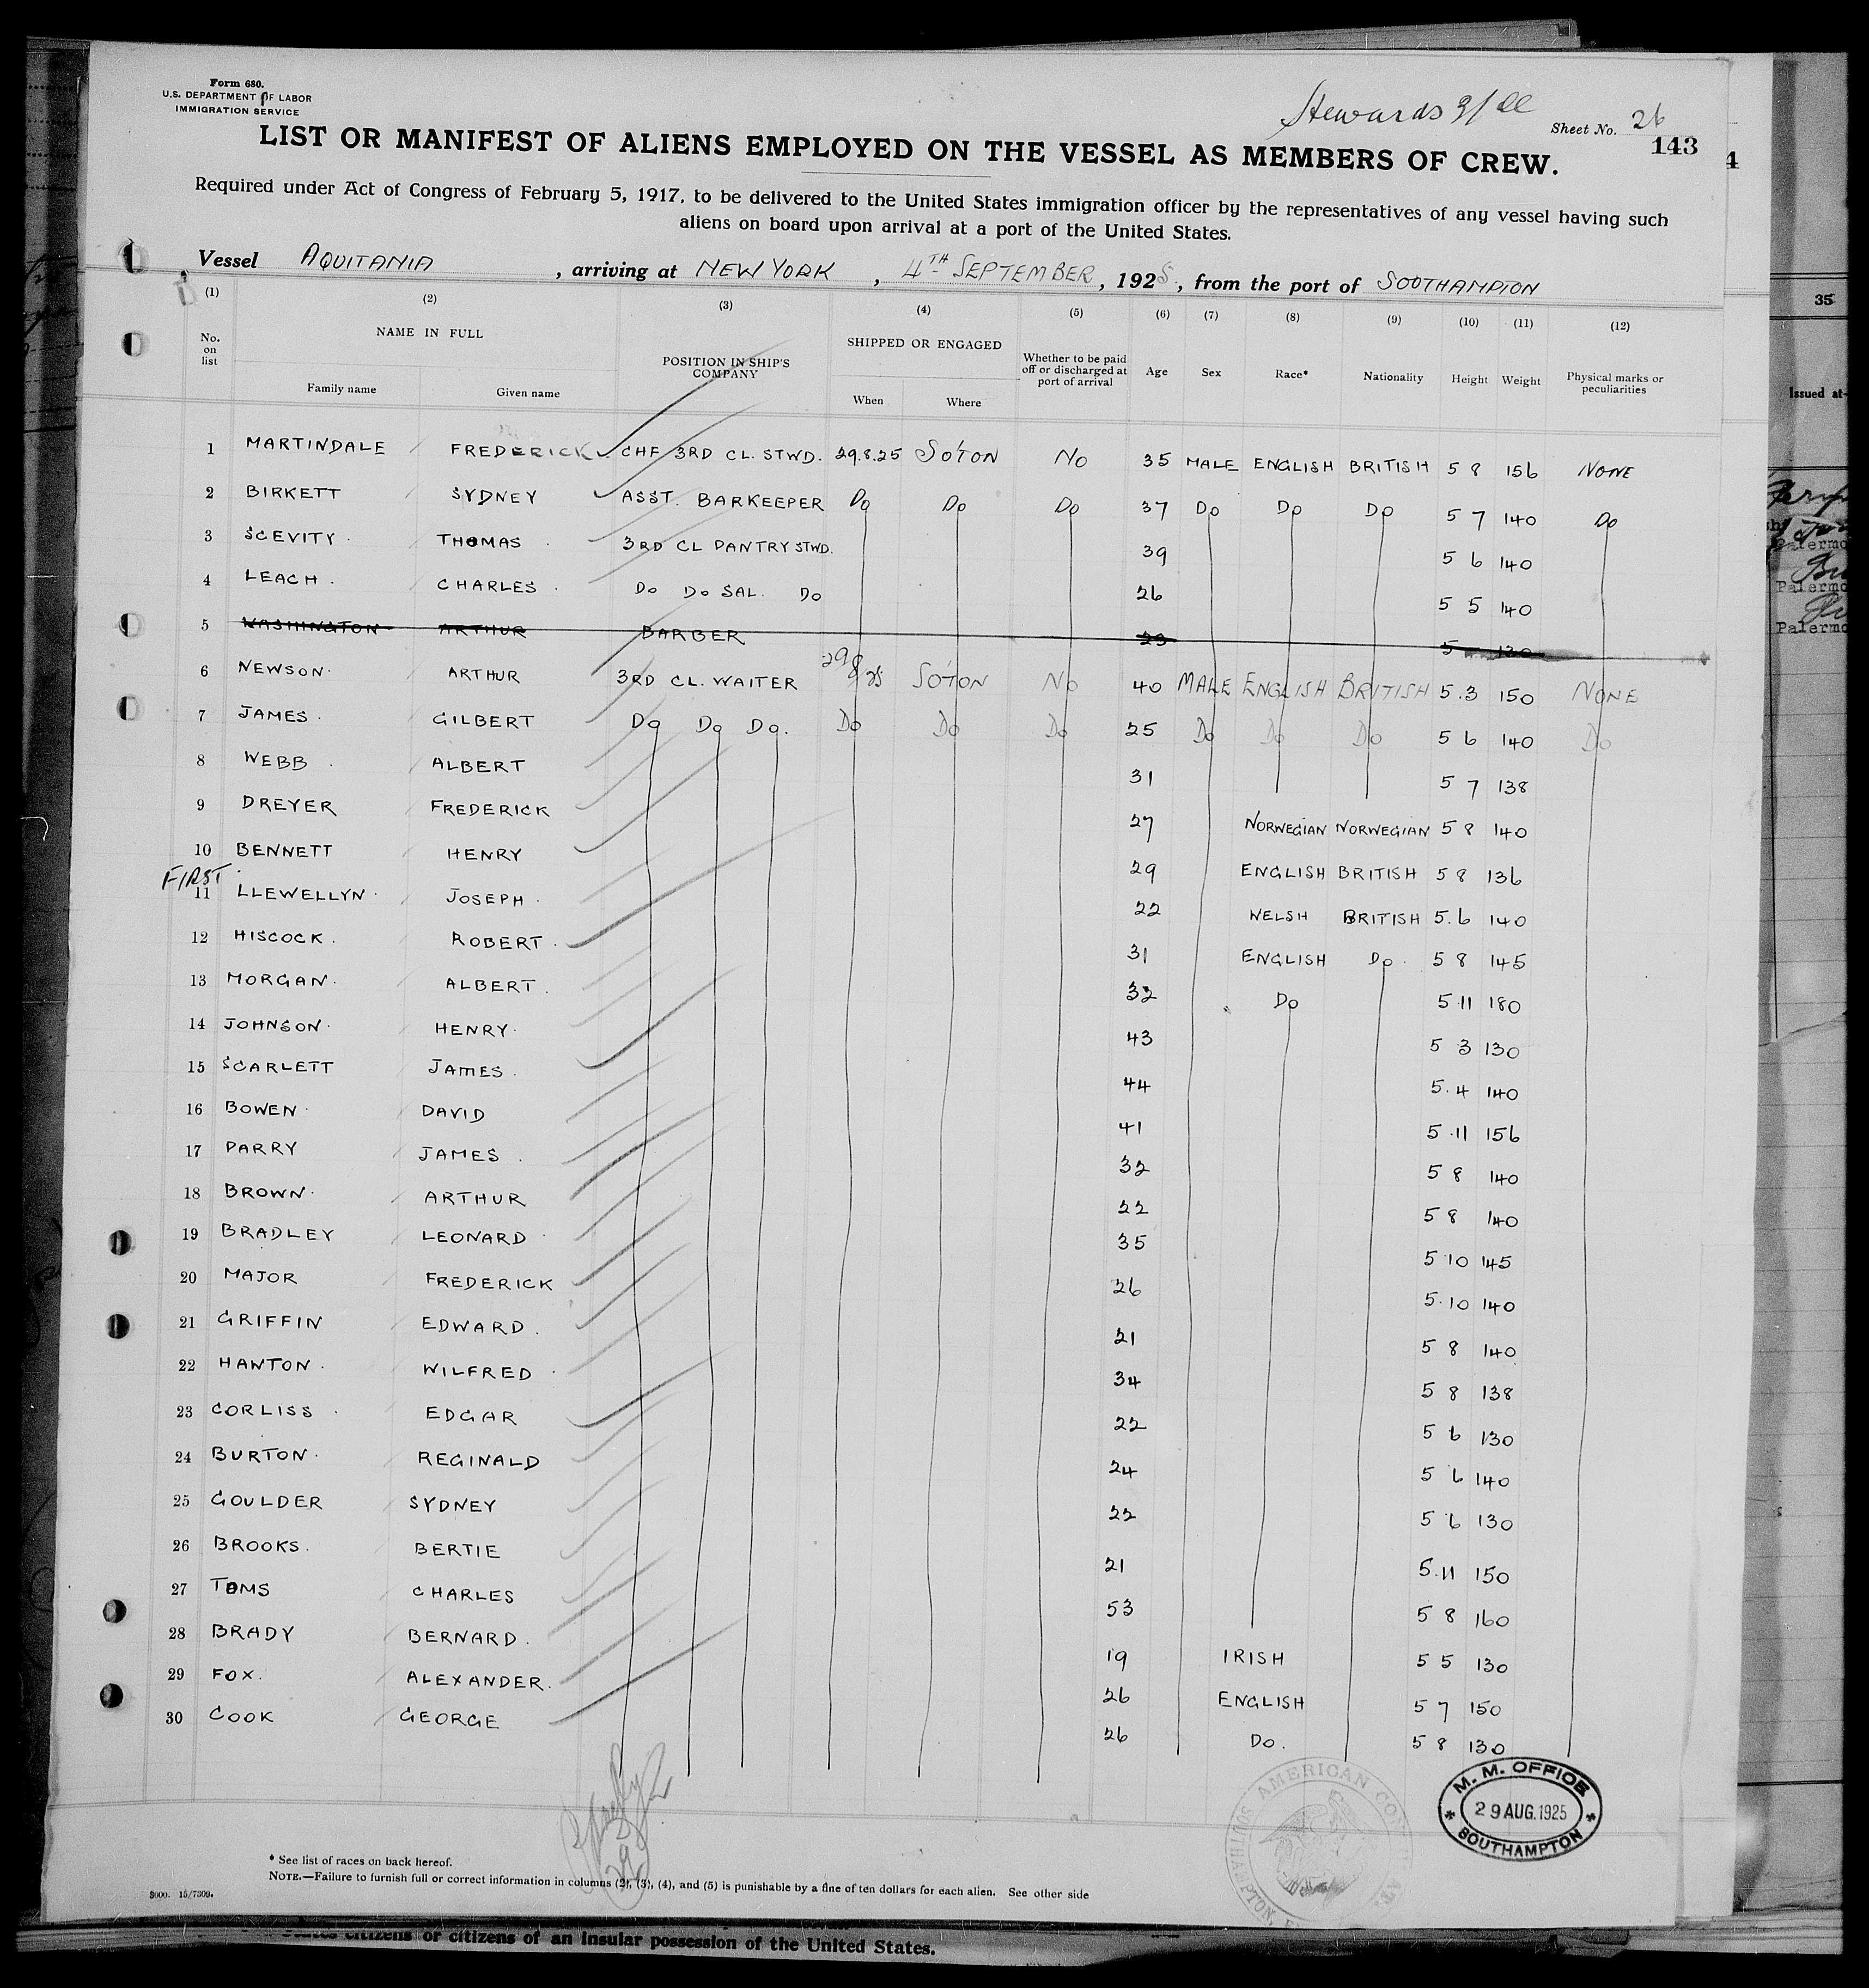 Form 680.
U.S. DEPARTMENT OF LABOR
IMMIGRATION SERVICE
Stewards 3/Cl
Sheet No. 26
143
4
LIST OR MANIFEST OF ALIENS EMPLOYED ON THE VESSEL AS MEMBERS OF CREW.
Required under Act of Congress of February 5, 1917, to be delivered to the United States immigration officer by the representatives of any vessel having such
aliens on board upon arrival at a port of the United States.
Vessel AQUITANIA, arriving at NEW YORK, 4TH SEPTEMBER, 1925, from the port of SOUTHAMPTON
(1) (2) (3) (4) (5) (6) (7) (8) (9) (10) (11) (12)
No. on list NAME IN FULL Family name Given name POSITION IN SHIP'S COMPANY SHIPPED OR ENGAGED When Where Whether to be paid off or discharged at port of arrival Age Sex Race* Nationality Height Weight Physical marks or peculiarities
1 MARTINDALE FREDERICK CHF 3RD CL. STWD. 29.8.25 SOTON NO 35 MALE ENGLISH BRITISH 5 8 156 NONE
2 BIRKETT SYDNEY ASST. BARKEEPER Do Do Do 37 Do Do Do 5 7 140 Do
3 SCEVITY THOMAS 3RD CL PANTRY STWD. 39 5 6 140
4 LEACH CHARLES Do Do SAL. Do 26 5 5 140
5 WASHINGTON ARTHUR BARBER 23 5 130
6 NEWSON ARTHUR 3RD CL. WAITER 29 8/25 SOTON No 40 MALE ENGLISH BRITISH 5.3 150 NONE
7 JAMES GILBERT Do Do Do. Do Do Do 25 Do Do Do 5 6 140 Do
8 WEBB ALBERT 31 5 7 138
9 DREYER FREDERICK 27 NORWEGIAN NORWEGIAN 5 8 140
10 BENNETT HENRY 29 ENGLISH BRITISH 5 8 136
FIRST
11 LLEWELLYN JOSEPH 22 WELSH BRITISH 5.6 140
12 HISCOCK ROBERT 31 ENGLISH Do 5 8 145
13 MORGAN ALBERT 32 Do 5.11 180
14 JOHNSON HENRY 43 5 3 130
15 SCARLETT JAMES 44 5.4 140
16 BOWEN DAVID 41 5.11 156
17 PARRY JAMES 32 5 8 140
18 BROWN ARTHUR 22 5 8 140
19 BRADLEY LEONARD 35 5 10 145
20 MAJOR FREDERICK 26 5.10 140
21 GRIFFIN EDWARD 21 5 8 140
22 HANTON WILFRED 34 5 8 138
23 CORLISS EDGAR 22 5 6 130
24 BURTON REGINALD 24 5 6 140
25 GOULDER SYDNEY 22 5 6 130
26 BROOKS BERTIE 21 5.11 150
27 TOMS CHARLES 53 5 8 160
28 BRADY BERNARD 19 IRISH 5 5 130
29 FOX ALEXANDER 26 ENGLISH 5 7 150
30 COOK GEORGE 26 Do. 5 8 130
AMERICAN
M. M. OFFICE
29 AUG. 1925
SOUTHAMPTON
* See list of races on back hereof.
NOTE.—Failure to furnish full or correct information in columns (2), (3), (4), and (5) is punishable by a fine of ten dollars for each alien. See other side
States citizens or citizens of an insular possession of the United States.
35
Issued at-
Palermo
Palermo
Palermo